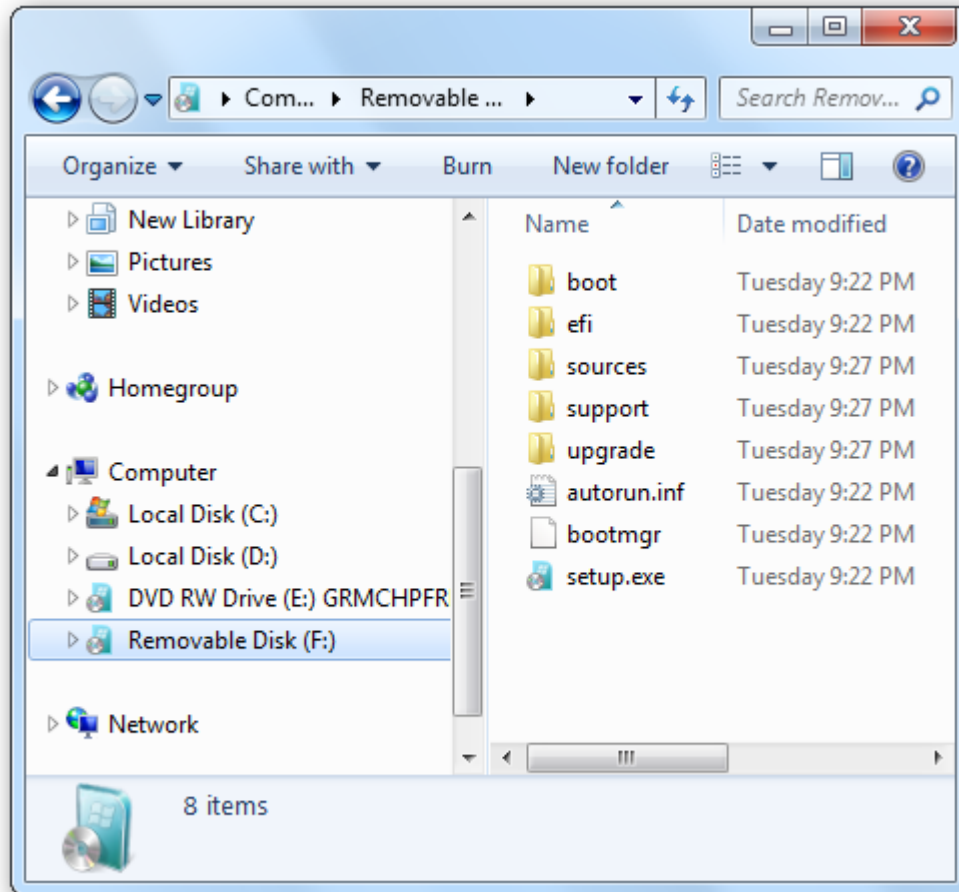 Com... Removable ... Search Remov...
Organize Share with Burn New folder
New Library
Pictures
Videos
Homegroup
Computer
Local Disk (C:)
Local Disk (D:)
DVD RW Drive (E:) GRMCHPFR
Removable Disk (F:)
Network
Name Date modified
boot Tuesday 9:22 PM
efi Tuesday 9:22 PM
sources Tuesday 9:27 PM
support Tuesday 9:27 PM
upgrade Tuesday 9:27 PM
autorun.inf Tuesday 9:22 PM
bootmgr Tuesday 9:22 PM
setup.exe Tuesday 9:22 PM
8 items